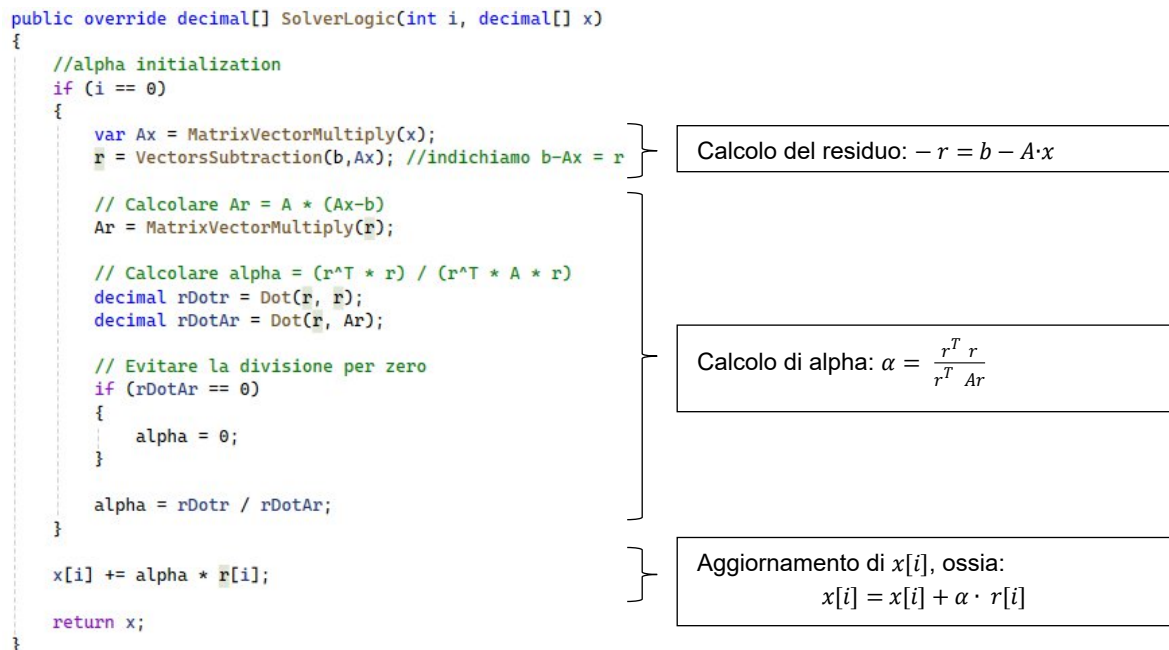 public override decimal[] SolverLogic(int i, decimal[] x)
{
//alpha initialization
if (i == 0)
{
var Ax = MatrixVectorMultiply(x);
r = VectorsSubtraction(b,Ax); //indichiamo b-Ax = r
Calcolo del residuo: − r = b − A·x
// Calcolare Ar = A * (Ax-b)
Ar = MatrixVectorMultiply(r);
// Calcolare alpha = (r^T * r) / (r^T * A * r)
decimal rDotr = Dot(r, r);
decimal rDotAr = Dot(r, Ar);
// Evitare la divisione per zero
if (rDotAr == 0)
{
alpha = 0;
}
alpha = rDotr / rDotAr;
}
Calcolo di alpha: α = r^T r / r^T Ar
x[i] += alpha * r[i];
return x;
}
Aggiornamento di x[i], ossia:
x[i] = x[i] + α · r[i]